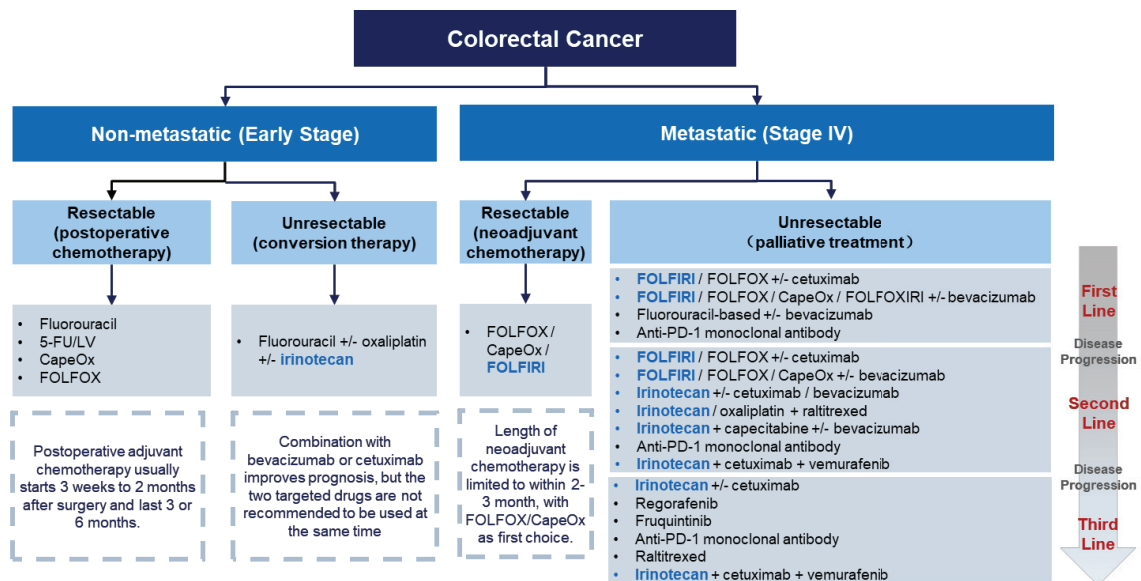 Colorectal Cancer
Non-metastatic (Early Stage)
Metastatic (Stage IV)
Resectable
(postoperative
chemotherapy)
Unresectable
(conversion therapy)
Resectable
(neoadjuvant
chemotherapy)
Unresectable
（palliative treatment）
• Fluorouracil
• 5-FU/LV
• CapeOx
• FOLFOX
• Fluorouracil +/- oxaliplatin
+/- irinotecan
• FOLFOX /
CapeOx /
FOLFIRI
• FOLFIRI / FOLFOX +/- cetuximab
• FOLFIRI / FOLFOX / CapeOx / FOLFOXIRI +/- bevacizumab
• Fluorouracil-based +/- bevacizumab
• Anti-PD-1 monoclonal antibody
First
Line
Disease
Progression
• FOLFIRI / FOLFOX +/- cetuximab
• FOLFIRI / FOLFOX / CapeOx +/- bevacizumab
• Irinotecan +/- cetuximab / bevacizumab
• Irinotecan / oxaliplatin + raltitrexed
• Irinotecan + capecitabine +/- bevacizumab
• Anti-PD-1 monoclonal antibody
• Irinotecan + cetuximab + vemurafenib
Second
Line
Disease
Progression
• Irinotecan +/- cetuximab
• Regorafenib
• Fruquintinib
• Anti-PD-1 monoclonal antibody
• Raltitrexed
• Irinotecan + cetuximab + vemurafenib
Third
Line
Postoperative adjuvant
chemotherapy usually
starts 3 weeks to 2 months
after surgery and last 3 or
6 months.
Combination with
bevacizumab or cetuximab
improves prognosis, but the
two targeted drugs are not
recommended to be used at
the same time
Length of
neoadjuvant
chemotherapy is
limited to within 2-
3 month, with
FOLFOX/CapeOx
as first choice.